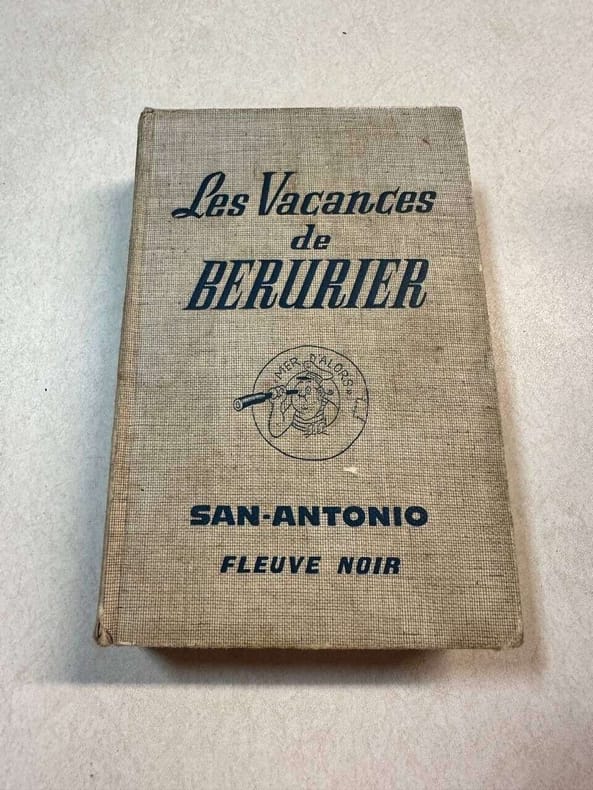 Les Vacances
de
BERURIER
MER D'ALORS
SAN-ANTONIO
FLEUVE NOIR